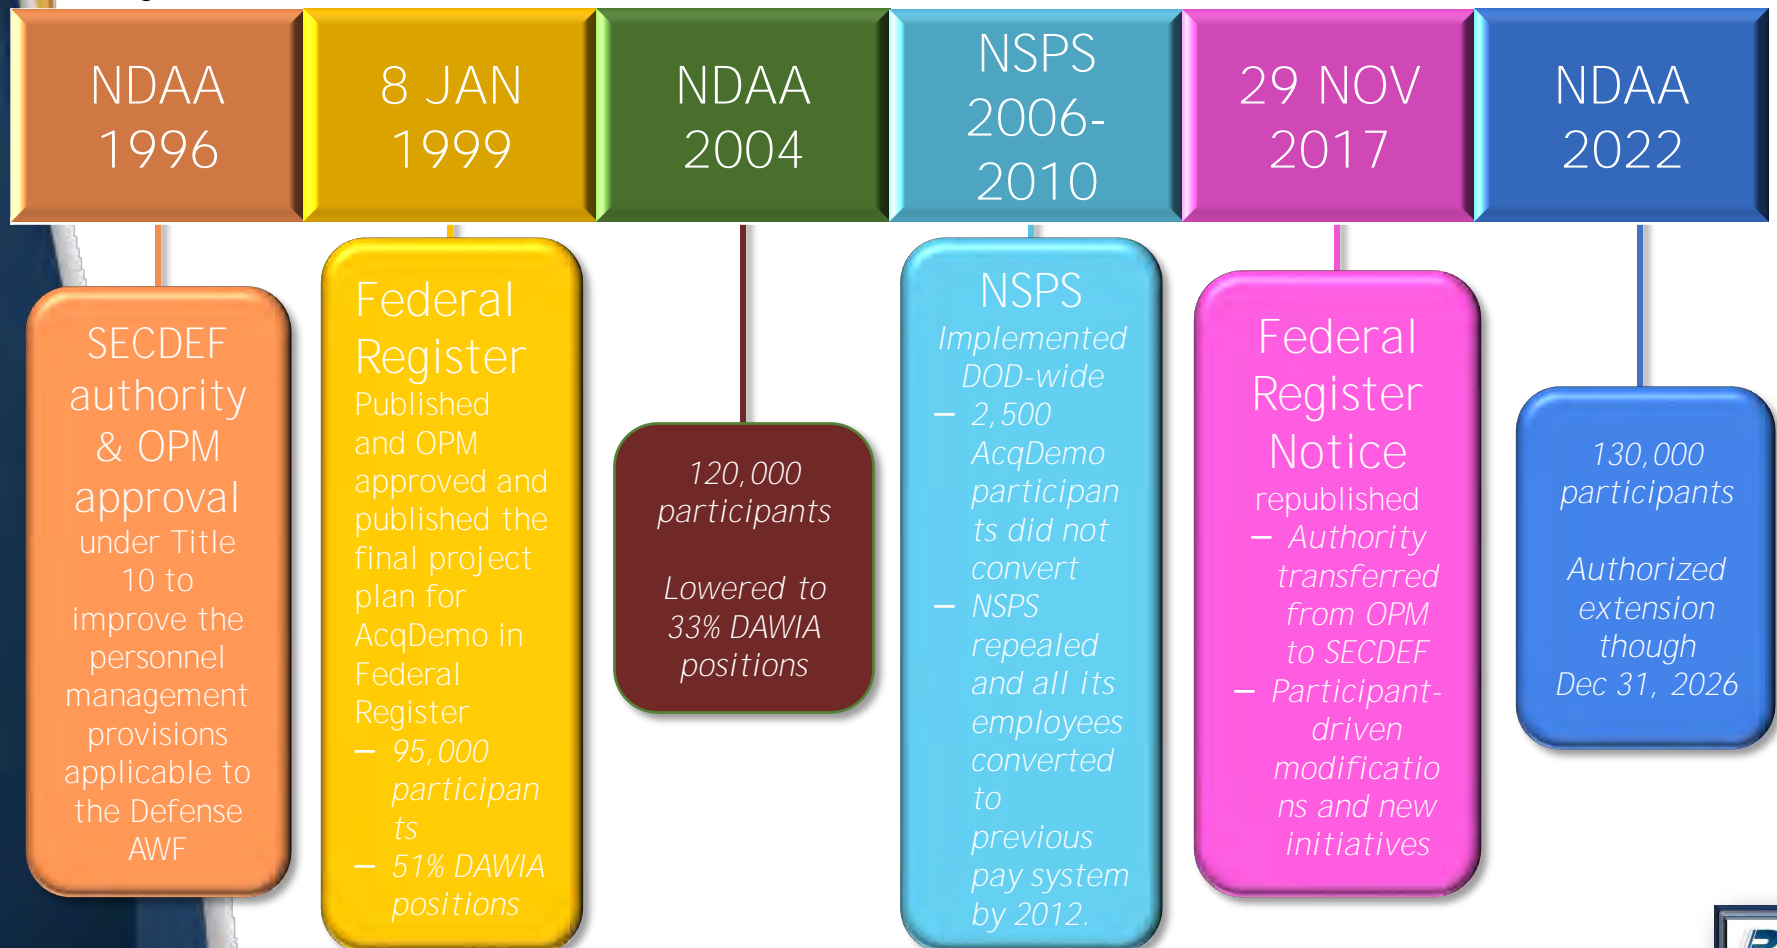 NDAA
1996
8 JAN
1999
NDAA
2004
NSPS
2006-
2010
29 NOV
2017
NDAA
2022
SECDEF
authority
& OPM
approval
under Title
10 to
improve the
personnel
management
provisions
applicable to
the Defense
AWF
Federal
Register
Published
and OPM
approved and
published the
final project
plan for
AcqDemo in
Federal
Register
– 95,000
participan
ts
– 51% DAWIA
positions
120,000
participants
Lowered to
33% DAWIA
positions
NSPS
Implemented
DOD-wide
– 2,500
AcqDemo
participan
ts did not
convert
– NSPS
repealed
and all its
employees
converted
to
previous
pay system
by 2012.
Federal
Register
Notice
republished
– Authority
transferred
from OPM
to SECDEF
– Participant-
driven
modificatio
ns and new
initiatives
130,000
participants
Authorized
extension
though
Dec 31, 2026